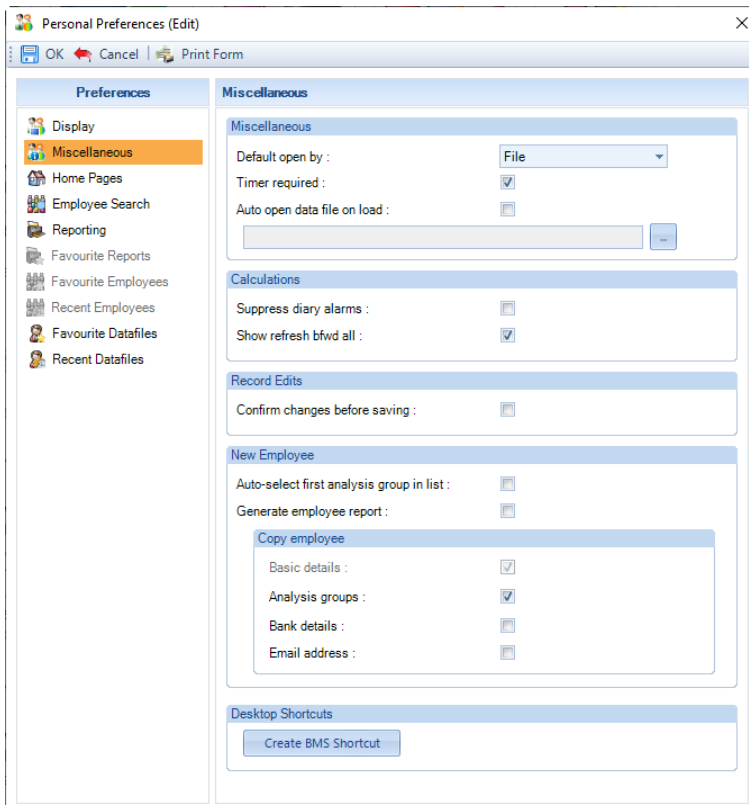 Personal Preferences (Edit)
OK Cancel Print Form
Preferences
Display
Miscellaneous
Home Pages
Employee Search
Reporting
Favourite Reports
Favourite Employees
Recent Employees
Favourite Datafiles
Recent Datafiles
Miscellaneous
Miscellaneous
Default open by : File
Timer required :
Auto open data file on load :
...
Calculations
Suppress diary alarms :
Show refresh bfwd all :
Record Edits
Confirm changes before saving :
New Employee
Auto-select first analysis group in list :
Generate employee report :
Copy employee
Basic details :
Analysis groups :
Bank details :
Email address :
Desktop Shortcuts
Create BMS Shortcut